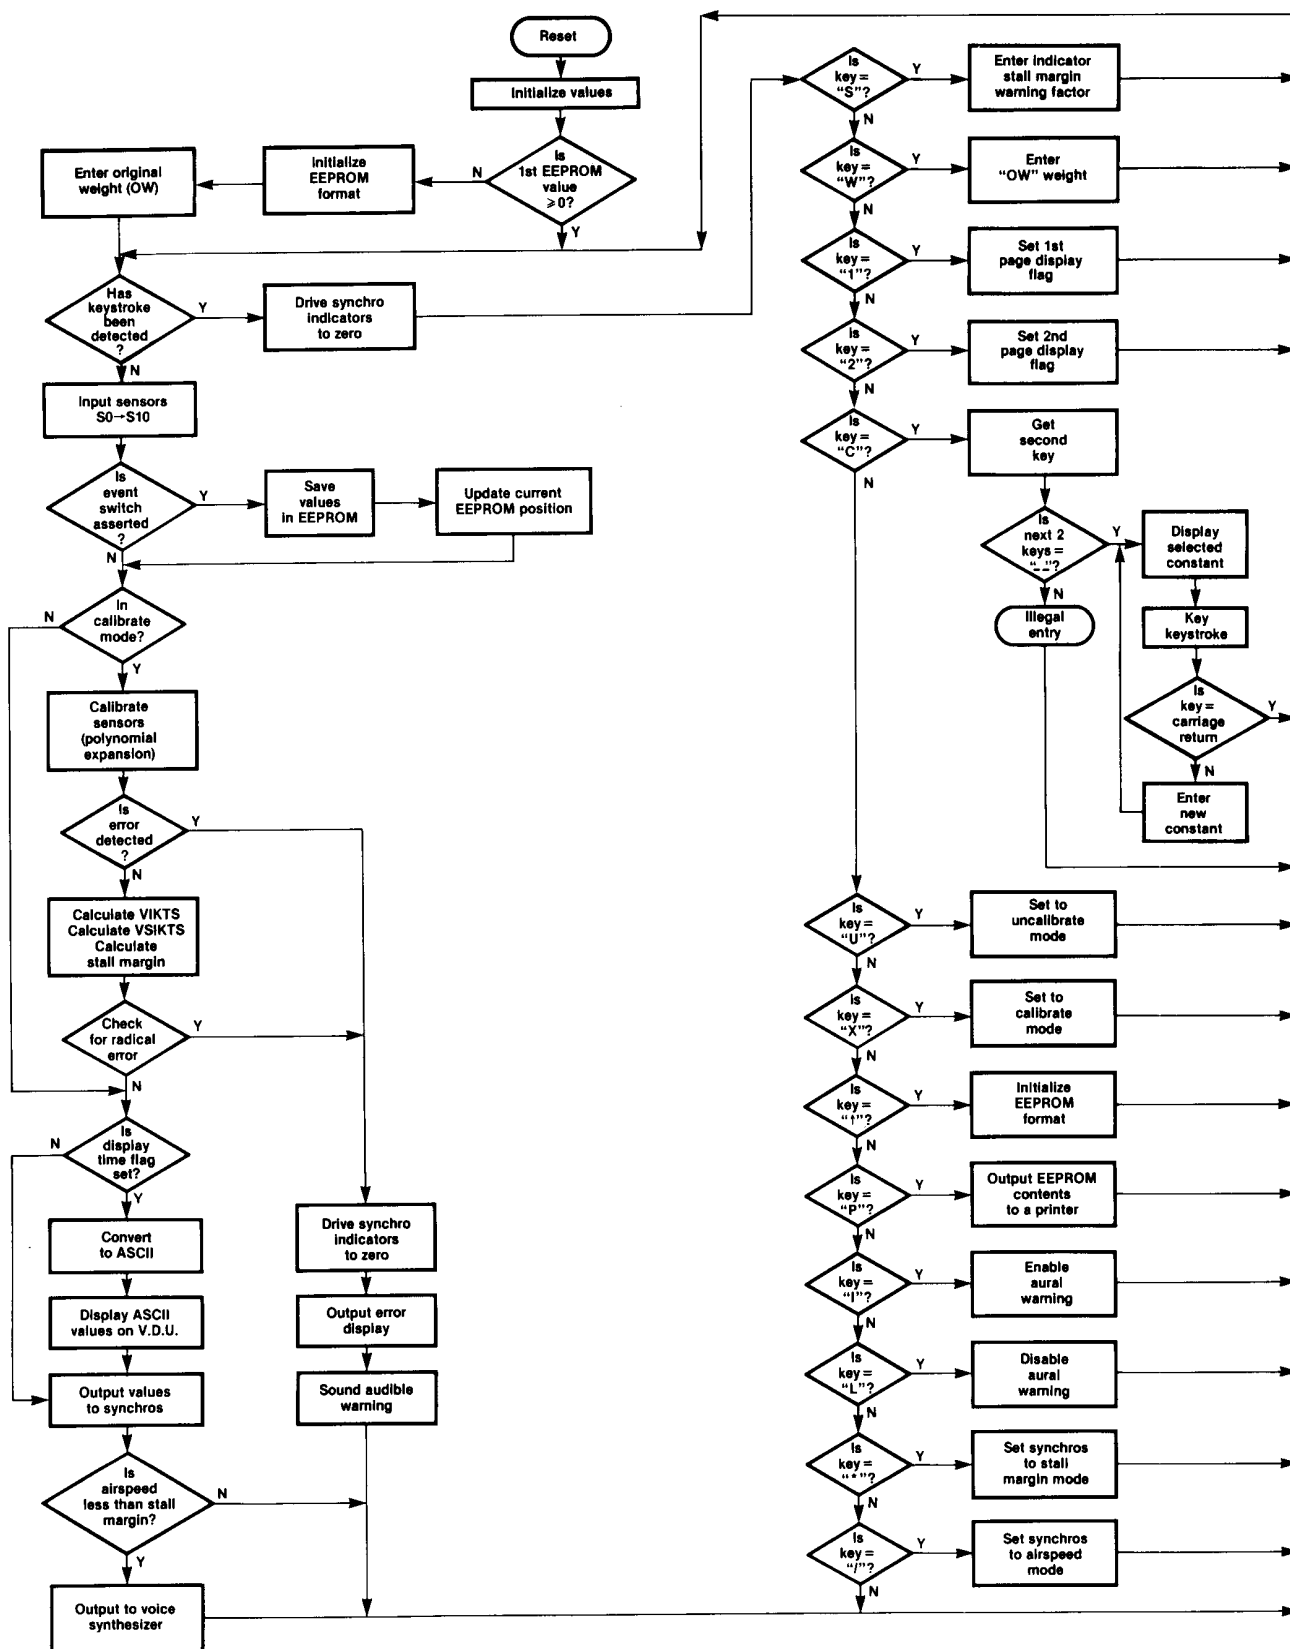 Reset
Initialize values
Is
1st EEPROM
value
⩾0?
N
Y
Initialize
EEPROM
format
Enter original
weight (OW)
Has
keystroke
been
detected
?
Y
N
Drive synchro
indicators
to zero
Input sensors
S0→S10
Is
event
switch
asserted
?
Y
N
Save
values
in EEPROM
Update current
EEPROM position
In
calibrate
mode?
N
Y
Calibrate
sensors
(polynomial
expansion)
Is
error
detected
?
Y
N
Calculate VIKTS
Calculate VSIKTS
Calculate
stall margin
Check
for radical
error
Y
N
Is
display
time flag
set?
N
Y
Convert
to ASCII
Display ASCII
values on V.D.U.
Output values
to synchros
Is
airspeed
less than stall
margin?
N
Y
Output to voice
synthesizer
Drive synchro
indicators
to zero
Output error
display
Sound audible
warning
Is
key =
“S”?
Y
N
Enter indicator
stall margin
warning factor
Is
key =
“W”?
Y
N
Enter
“OW” weight
Is
key =
“1”?
Y
N
Set 1st
page display
flag
Is
key =
“2”?
Y
N
Set 2nd
page display
flag
Is
key =
“C”?
Y
N
Get
second
key
Is
next 2
keys =
“--”?
Y
N
Illegal
entry
Display
selected
constant
Key
keystroke
Is
key =
carriage
return
Y
N
Enter
new
constant
Is
key =
“U”?
Y
N
Set to
uncalibrate
mode
Is
key =
“X”?
Y
N
Set to
calibrate
mode
Is
key =
“↑”?
Y
N
Initialize
EEPROM
format
Is
key =
“P”?
Y
N
Output EEPROM
contents
to a printer
Is
key =
“I”?
Y
N
Enable
aural
warning
Is
key =
“L”?
Y
N
Disable
aural
warning
Is
key =
“*”?
Y
N
Set synchros
to stall
margin mode
Is
key =
“/”?
Y
N
Set synchros
to airspeed
mode